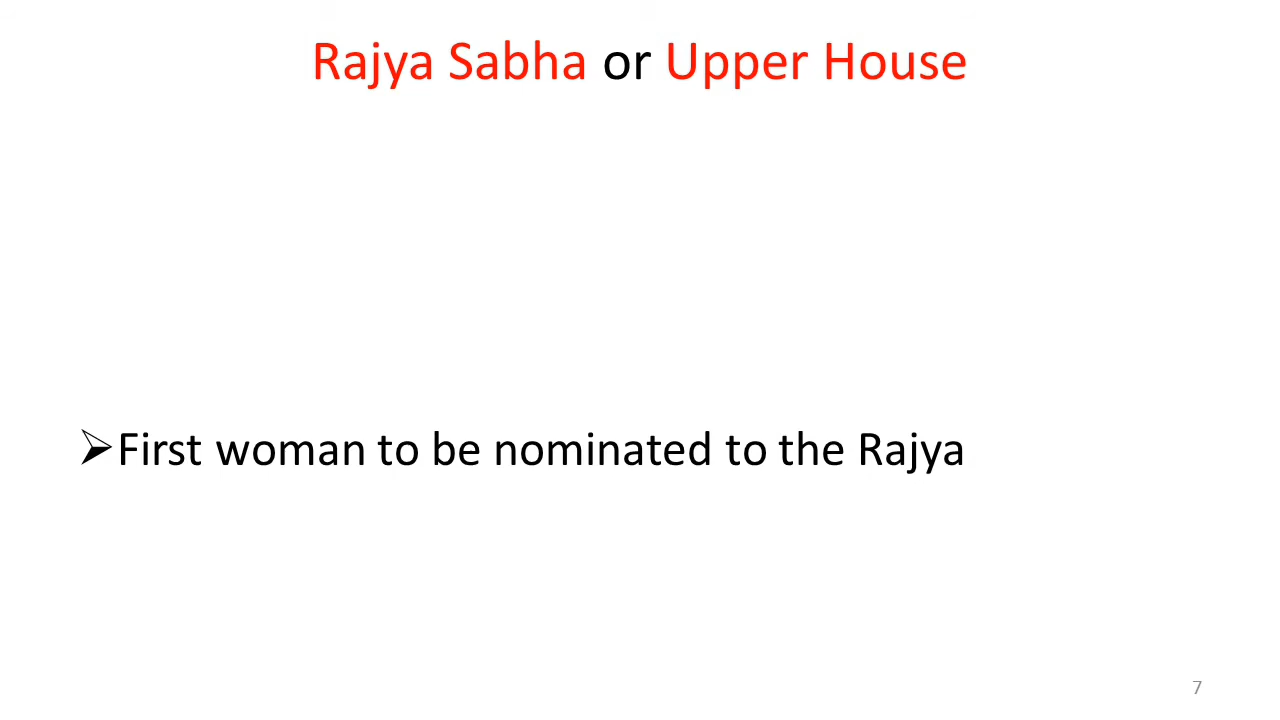 Rajya Sabha or Upper House
➢First woman to be nominated to the Rajya
7